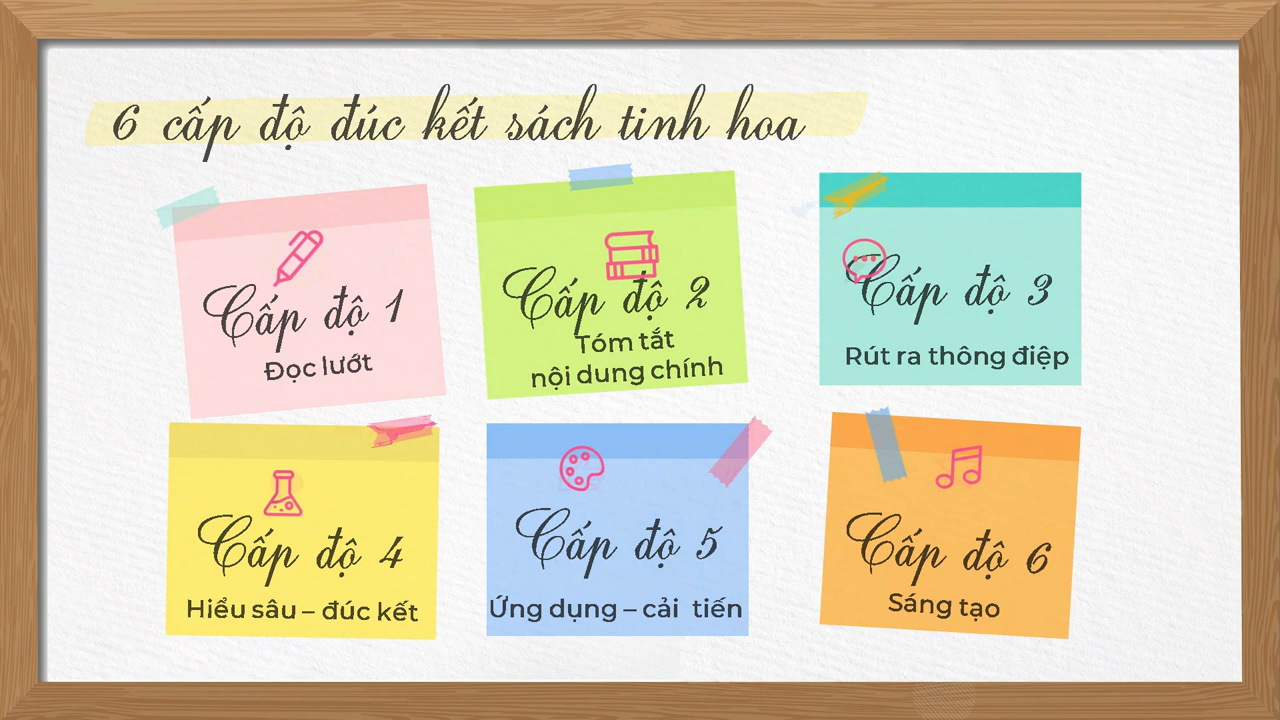 6 cấp độ đúc kết sách tinh hoa
Cấp độ 1
Đọc lướt
Cấp độ 2
Tóm tắt
nội dung chính
Cấp độ 3
Rút ra thông điệp
Cấp độ 4
Hiểu sâu – đúc kết
Cấp độ 5
Ứng dụng – cải tiến
Cấp độ 6
Sáng tạo